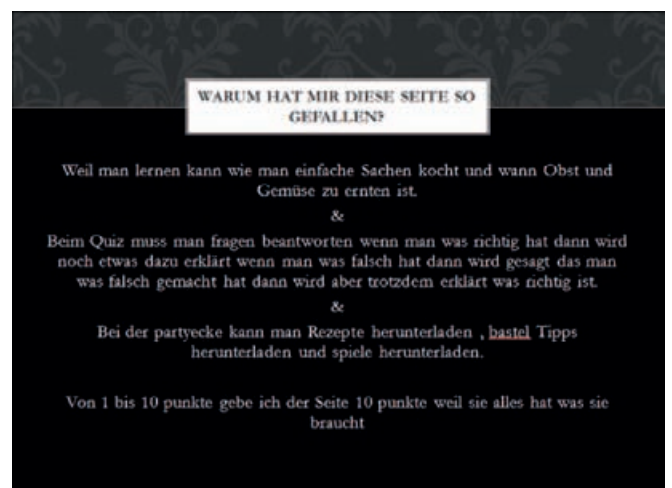 WARUM HAT MIR DIESE SEITE SO
GEFALLEN?
Weil man lernen kann wie man einfache Sachen kocht und wann Obst und
Gemüse zu ernten ist.
&
Beim Quiz muss man fragen beantworten wenn man was richtig hat dann wird
noch etwas dazu erklärt wenn man was falsch hat dann wird gesagt das man
was falsch gemacht hat dann wird aber trotzdem erklärt was richtig ist.
&
Bei der partyecke kann man Rezepte herunterladen , bastel Tipps
herunterladen und spiele herunterladen.
Von 1 bis 10 punkte gebe ich der Seite 10 punkte weil sie alles hat was sie
braucht